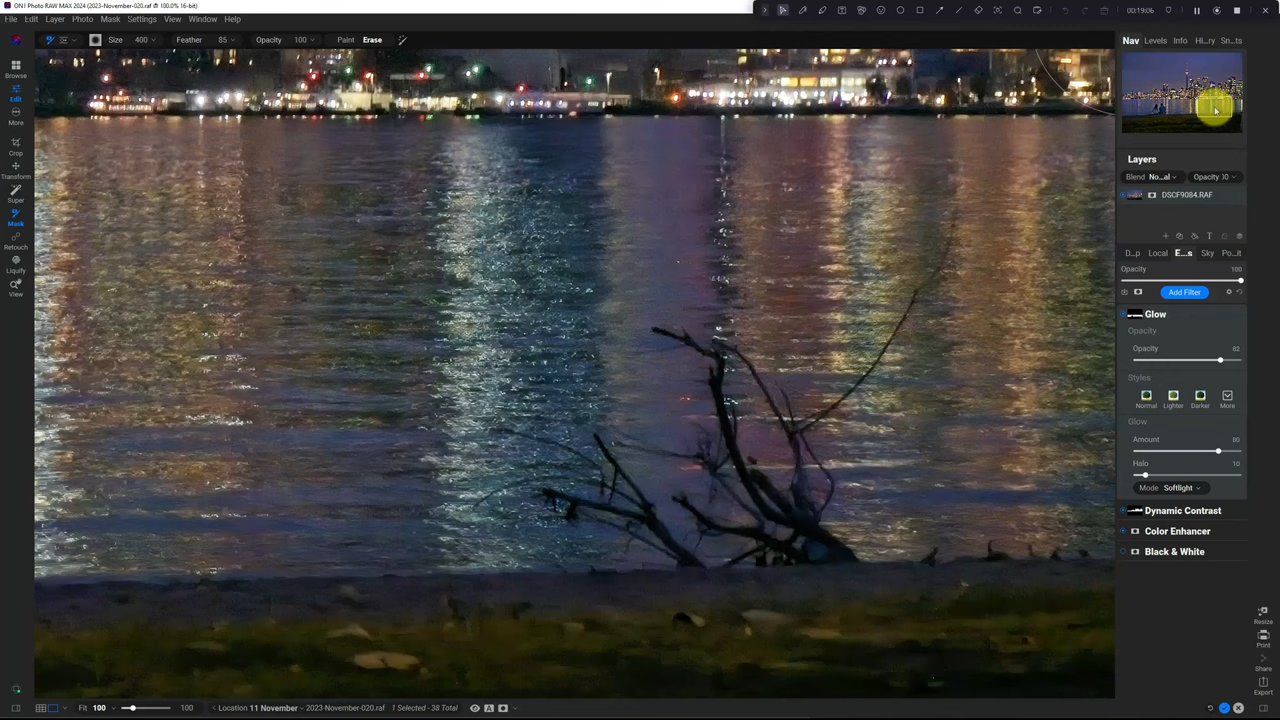 ON1 Photo RAW MAX 2024 (2023-November-020.raf @ 100.0% (6-bit)
00:19:06
File Edit Layer Photo Mask Settings View Window Help
Size 400 Feather 85 Opacity 100 Paint Erase
Nav Levels Info Hi...ry Sn...ts
Browse
Edit
More
Crop
Transform
Super
Mask
Retouch
Liquify
View
Layers
Blend No...al Opacity
DSCF9084.RAF
D...p Local E...s Sky Po...it
Opacity 100
Add Filter
Glow
Opacity
Opacity 82
Styles
Normal Lighter Darker More
Glow
Amount 80
Halo 10
Mode Softlight
Dynamic Contrast
Color Enhancer
Black & White
Resize
Print
Share
Export
Fit 100 100 Location 11 November 2023-November-020.raf 1 Selected - 38 Total